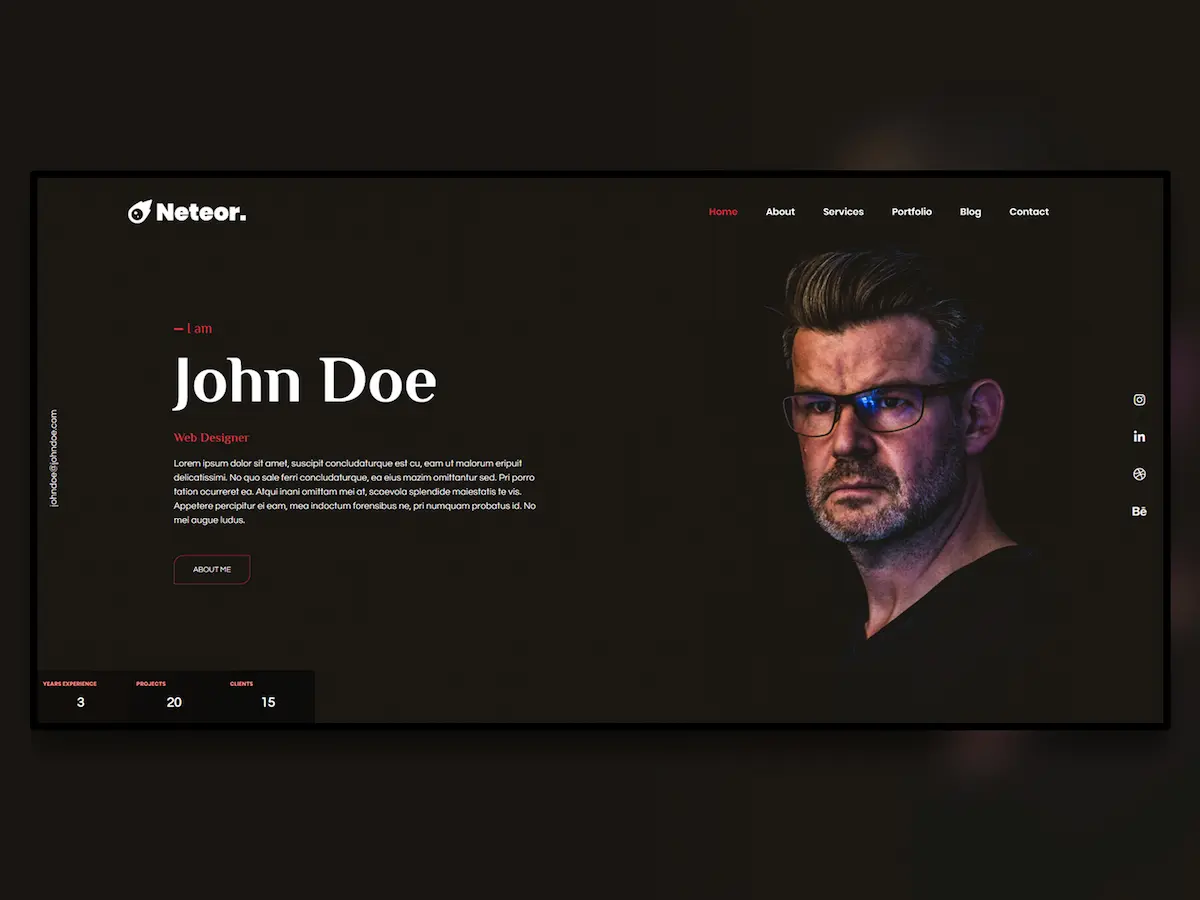 Neteor.
Home About Services Portfolio Blog Contact
I am
John Doe
Web Designer
Lorem ipsum dolor sit amet, suscipit concludaturque est cu, eam ut malorum eripuit
delicatissimi. No quo sale ferri concludaturque, ea eius mazim omittantur sed. Pri porro
tation ocurreret ea. Atqui inani omittam mei at, scaevola splendide maiestatis te vis.
Appetere percipitur ei eam, mea indoctum forensibus ne, pri numquam probatus id. No
mei augue ludus.
ABOUT ME
johndoe@johndoe.com
in
Bē
YEARS EXPERIENCE PROJECTS CLIENTS
3 20 15